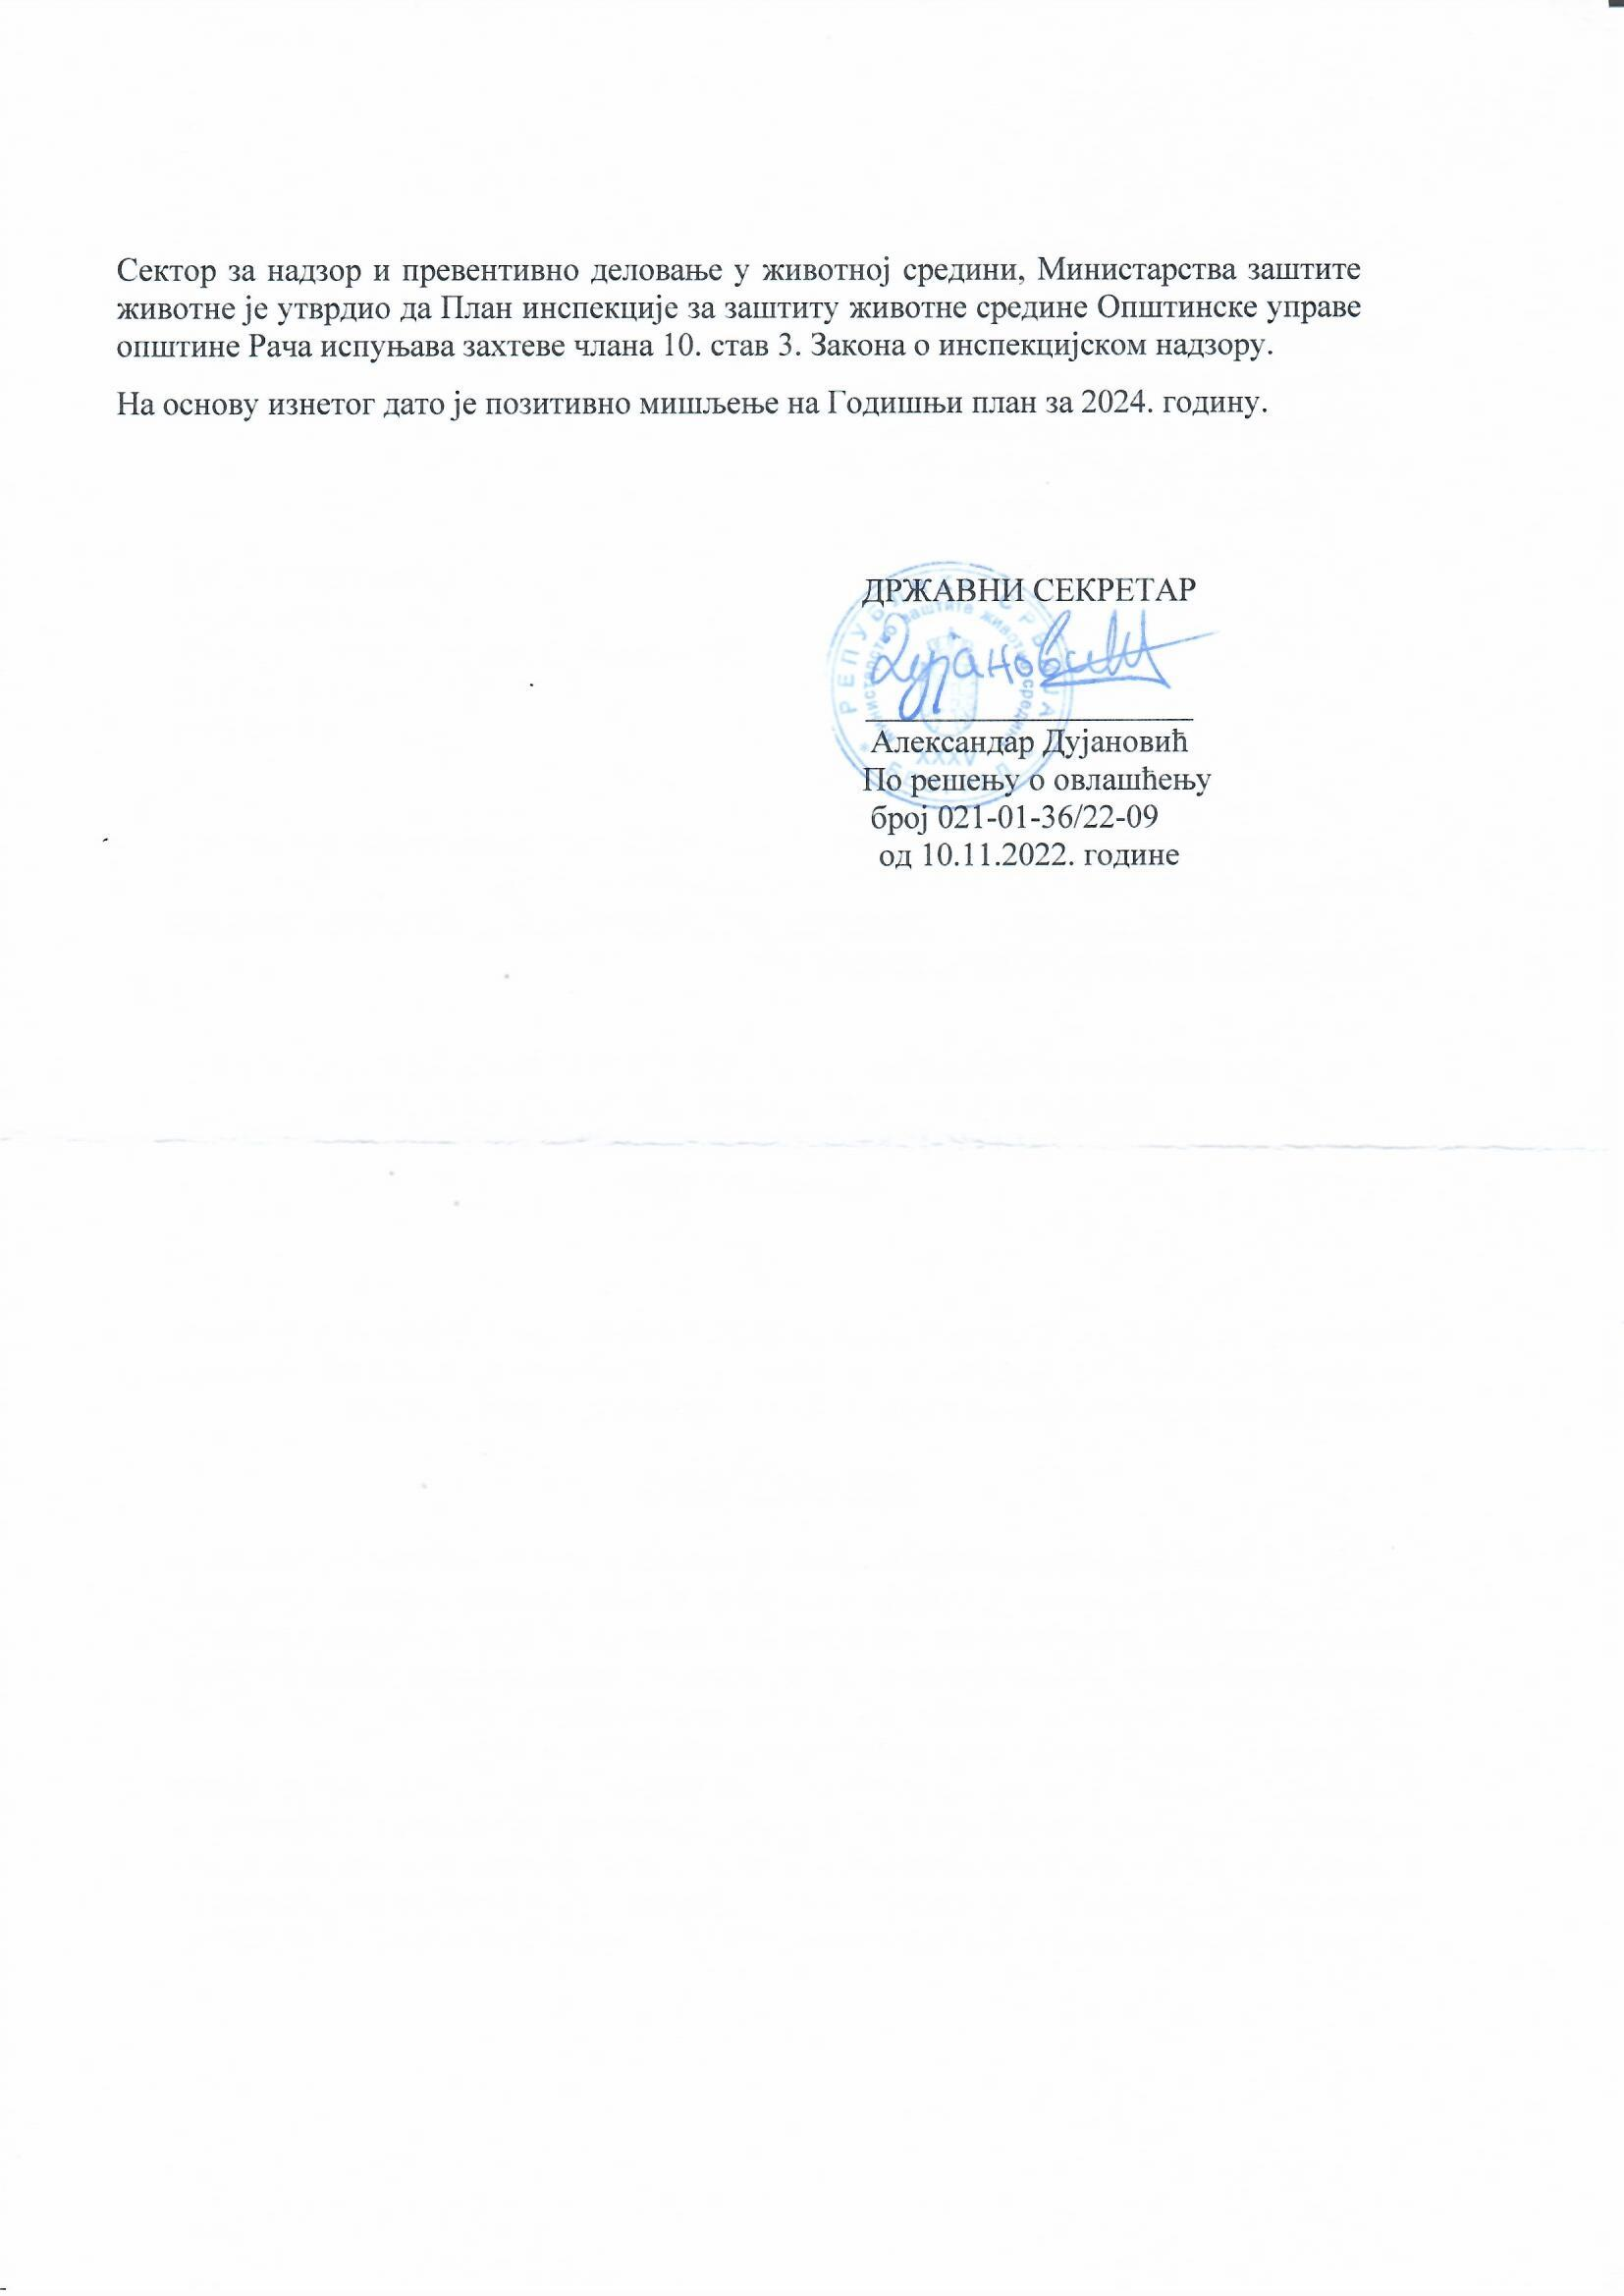 Сектор за надзор и превентивно деловање у животној средини, Министарства заштите
животне је утврдио да План инспекције за заштиту животне средине Општинске управе
општине Рача испуњава захтеве члана 10. став 3. Закона о инспекцијском надзору.
На основу изнетог дато је позитивно мишљење на Годишњи план за 2024. годину.
ДРЖАВНИ СЕКРЕТАР
Александар Дујановић
По решењу о овлашћењу
број 021-01-36/22-09
од 10.11.2022. године
XXXV